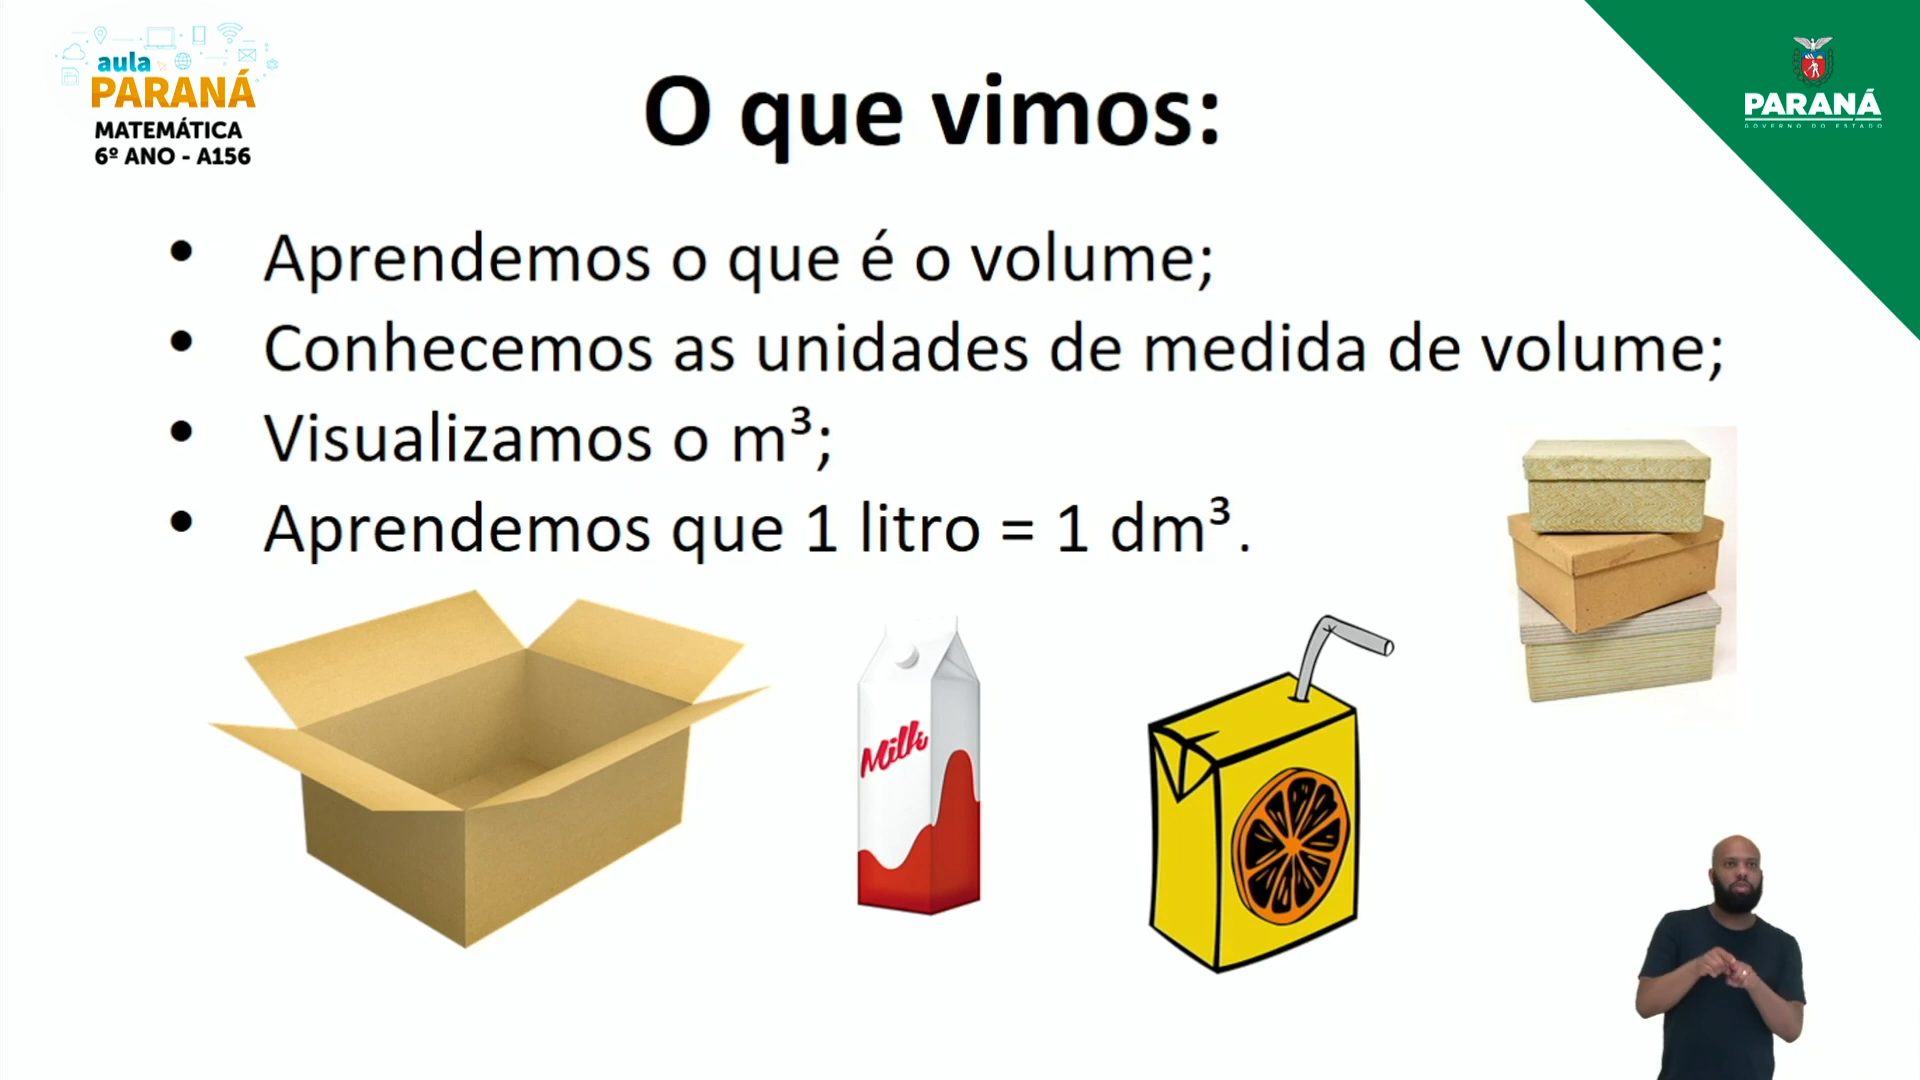 aula
PARANÁ
MATEMÁTICA
6º ANO - A156
PARANÁ
GOVERNO DO ESTADO
O que vimos:
• Aprendemos o que é o volume;
• Conhecemos as unidades de medida de volume;
• Visualizamos o m³;
• Aprendemos que 1 litro = 1 dm³.
Milk